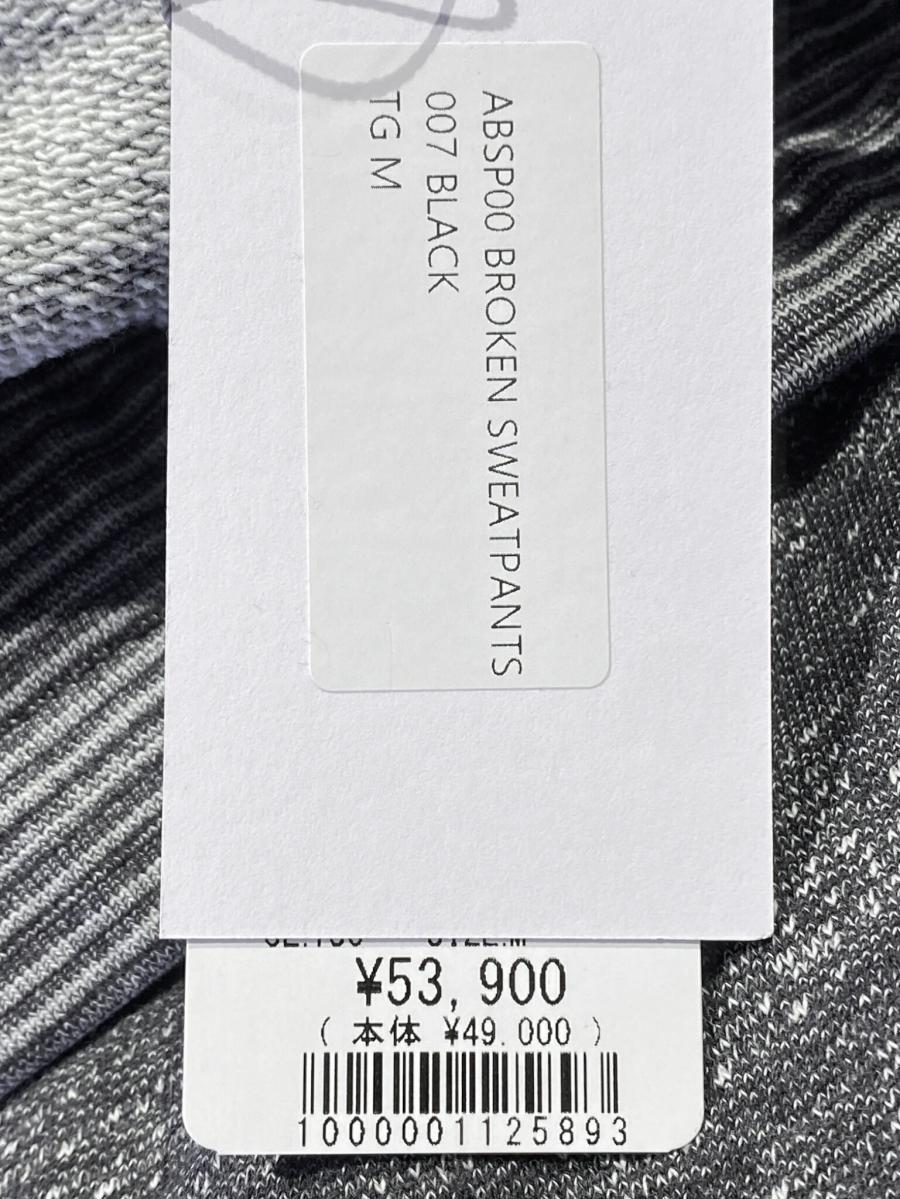 ABSP00 BROKEN SWEATPANTS
007 BLACK
TG M
¥53,900
( 本体 ¥49.000 )
1000001125893